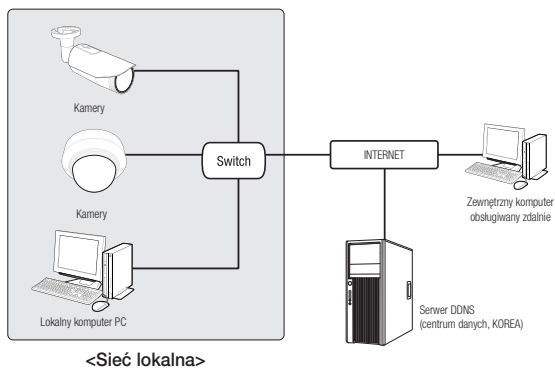 Kamery
Kamery
Switch
INTERNET
Zewnętrzny komputer
obsługiwany zdalnie
Lokalny komputer PC
Serwer DDNS
(centrum danych, KOREA)
<Sieć lokalna>